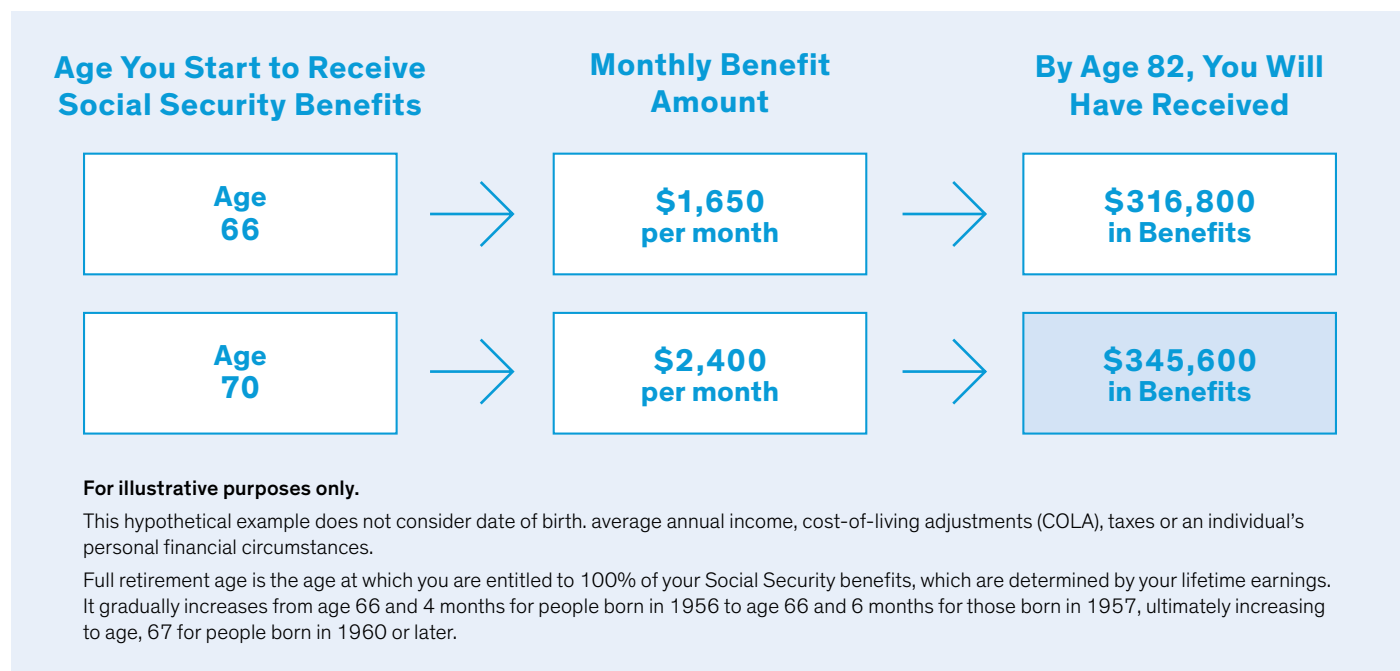 Age You Start to Receive
Social Security Benefits
Monthly Benefit
Amount
By Age 82, You Will
Have Received
Age
66
$1,650
per month
$316,800
in Benefits
Age
70
$2,400
per month
$345,600
in Benefits
For illustrative purposes only.
This hypothetical example does not consider date of birth. average annual income, cost-of-living adjustments (COLA), taxes or an individual’s
personal financial circumstances.
Full retirement age is the age at which you are entitled to 100% of your Social Security benefits, which are determined by your lifetime earnings.
It gradually increases from age 66 and 4 months for people born in 1956 to age 66 and 6 months for those born in 1957, ultimately increasing
to age, 67 for people born in 1960 or later.